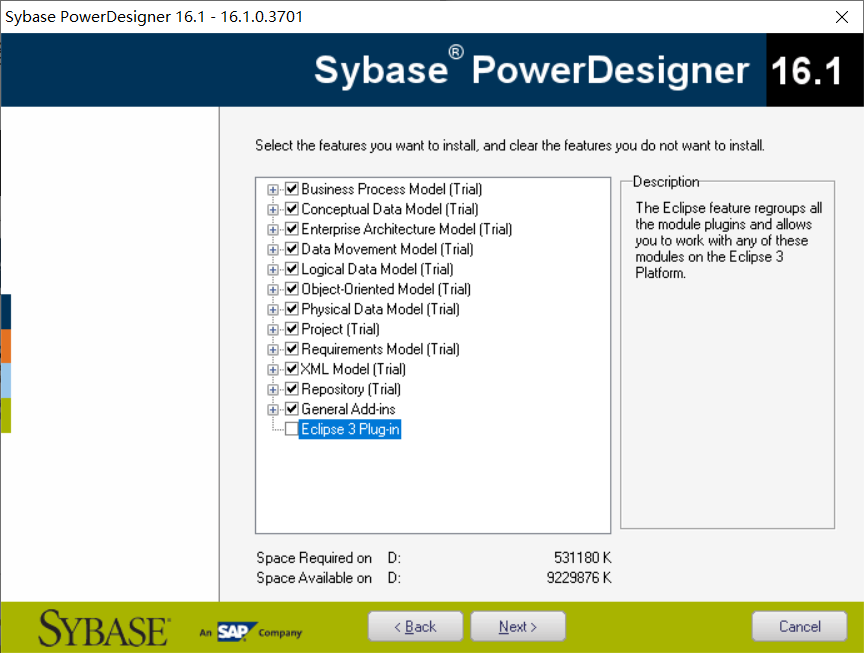 Sybase PowerDesigner 16.1 - 16.1.0.3701
Sybase® PowerDesigner 16.1
Select the features you want to install, and clear the features you do not want to install.
Business Process Model (Trial)
Conceptual Data Model (Trial)
Enterprise Architecture Model (Trial)
Data Movement Model (Trial)
Logical Data Model (Trial)
Object-Oriented Model (Trial)
Physical Data Model (Trial)
Project (Trial)
Requirements Model (Trial)
XML Model (Trial)
Repository (Trial)
General Add-ins
Eclipse 3 Plug-in
Description
The Eclipse feature regroups all
the module plugins and allows
you to work with any of these
modules on the Eclipse 3
Platform.
Space Required on D: 531180 K
Space Available on D: 9229876 K
SYBASE An SAP Company
< Back
Next >
Cancel